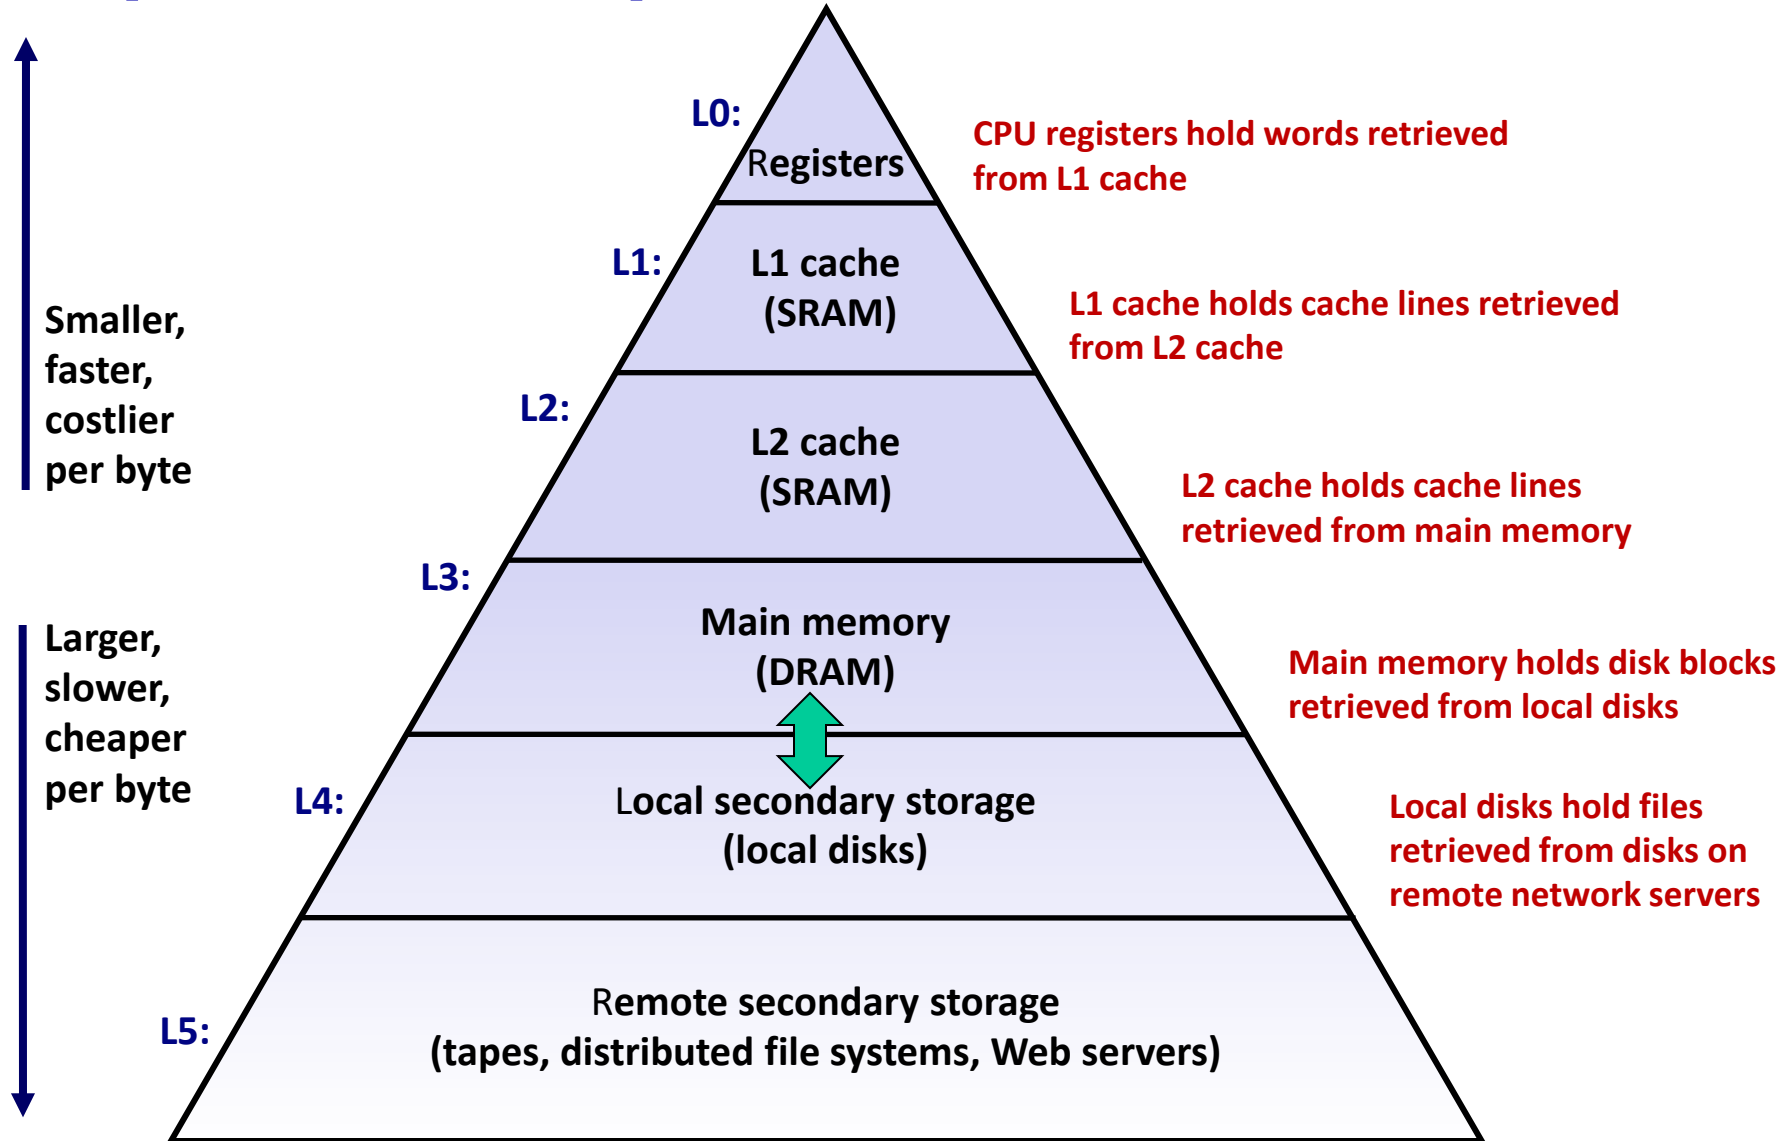 L0:
Registers
CPU registers hold words retrieved
from L1 cache
L1:
L1 cache
(SRAM)
L1 cache holds cache lines retrieved
from L2 cache
Smaller,
faster,
costlier
per byte
L2:
L2 cache
(SRAM)
L2 cache holds cache lines
retrieved from main memory
L3:
Main memory
(DRAM)
Main memory holds disk blocks
retrieved from local disks
Larger,
slower,
cheaper
per byte
L4:
Local secondary storage
(local disks)
Local disks hold files
retrieved from disks on
remote network servers
L5:
Remote secondary storage
(tapes, distributed file systems, Web servers)